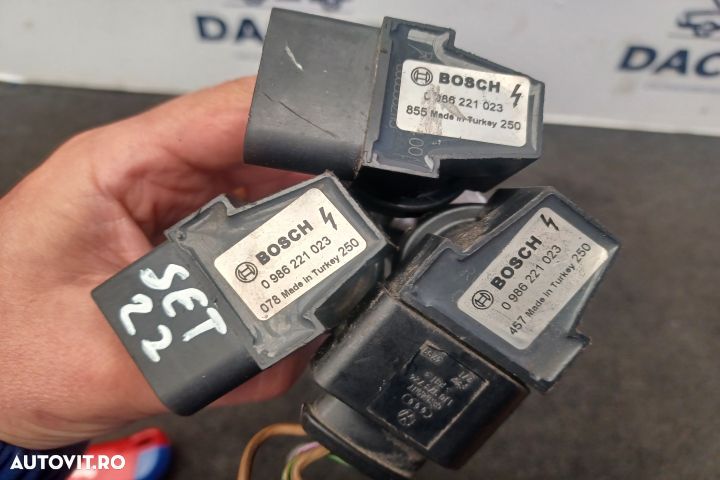 DAC
BOSCH
0 986 221 023
855 Made in Turkey 250
BOSCH
0 986 221 023
078 Made in Turkey 250
BOSCH
0 986 221 023
457 Made in Turkey 250
SET
22
AUTOVIT.RO